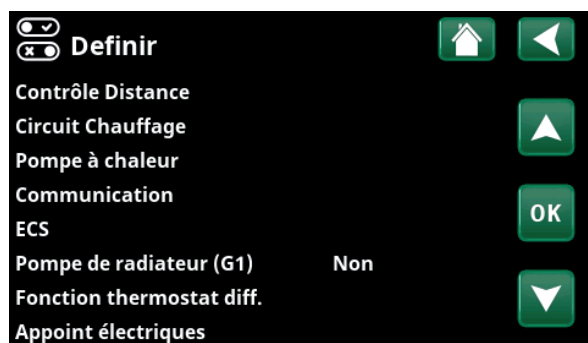 Definir
Contrôle Distance
Circuit Chauffage
Pompe à chaleur
Communication
ECS
OK
Pompe de radiateur (G1) Non
Fonction thermostat diff.
Appoint électriques